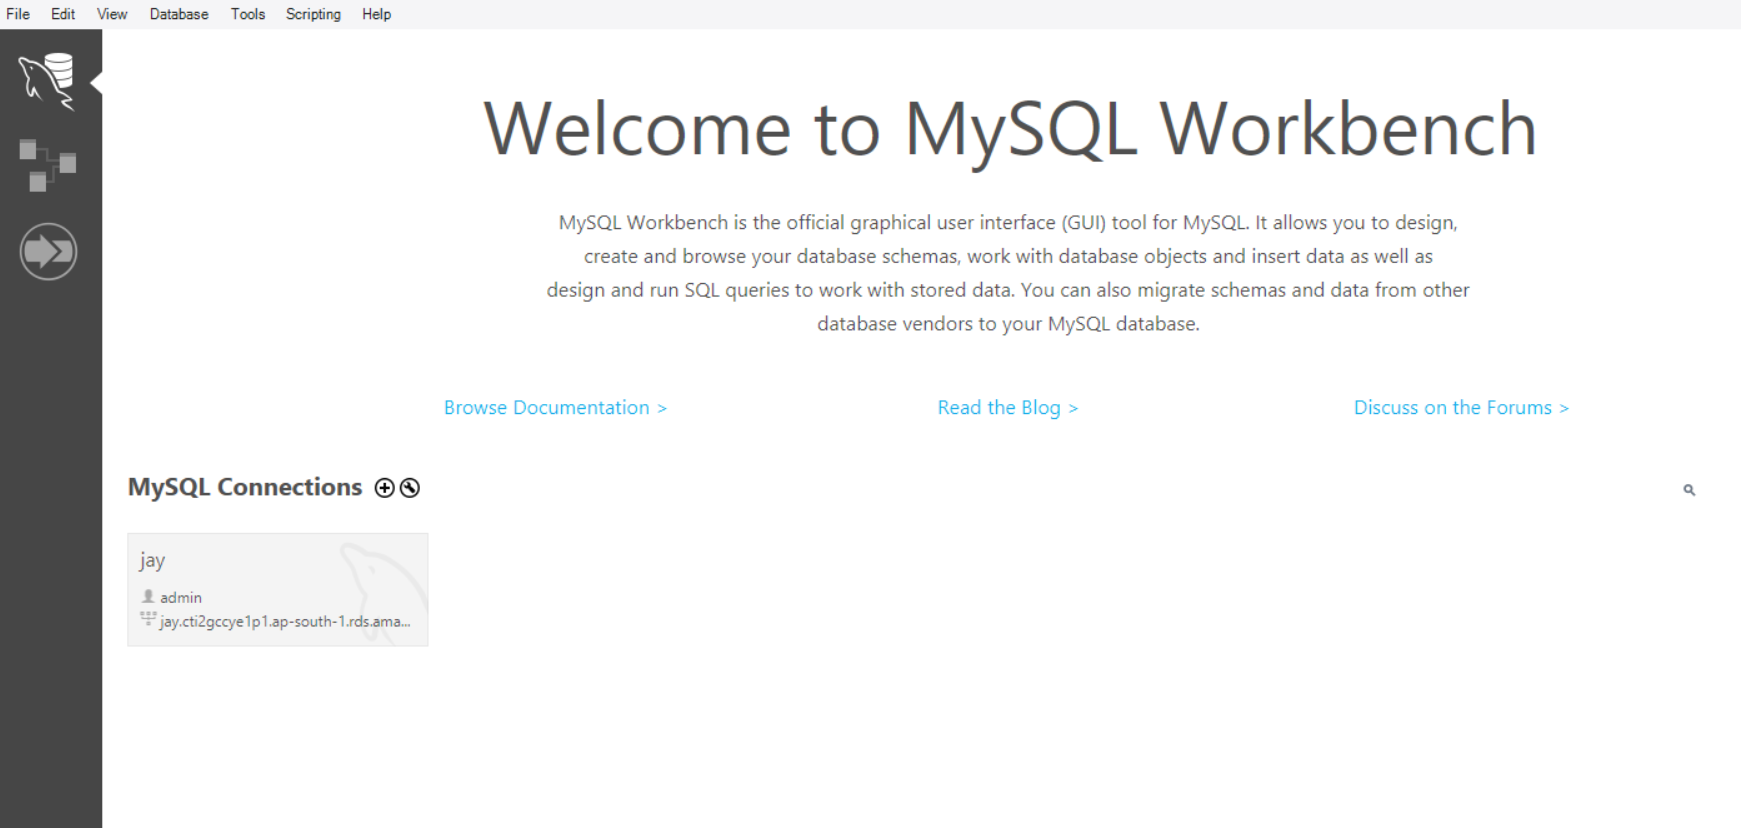 File Edit View Database Tools Scripting Help
Welcome to MySQL Workbench
MySQL Workbench is the official graphical user interface (GUI) tool for MySQL. It allows you to design,
create and browse your database schemas, work with database objects and insert data as well as
design and run SQL queries to work with stored data. You can also migrate schemas and data from other
database vendors to your MySQL database.
Browse Documentation > Read the Blog > Discuss on the Forums >
MySQL Connections
jay
admin
jay.cti2gccye1p1.ap-south-1.rds.ama...